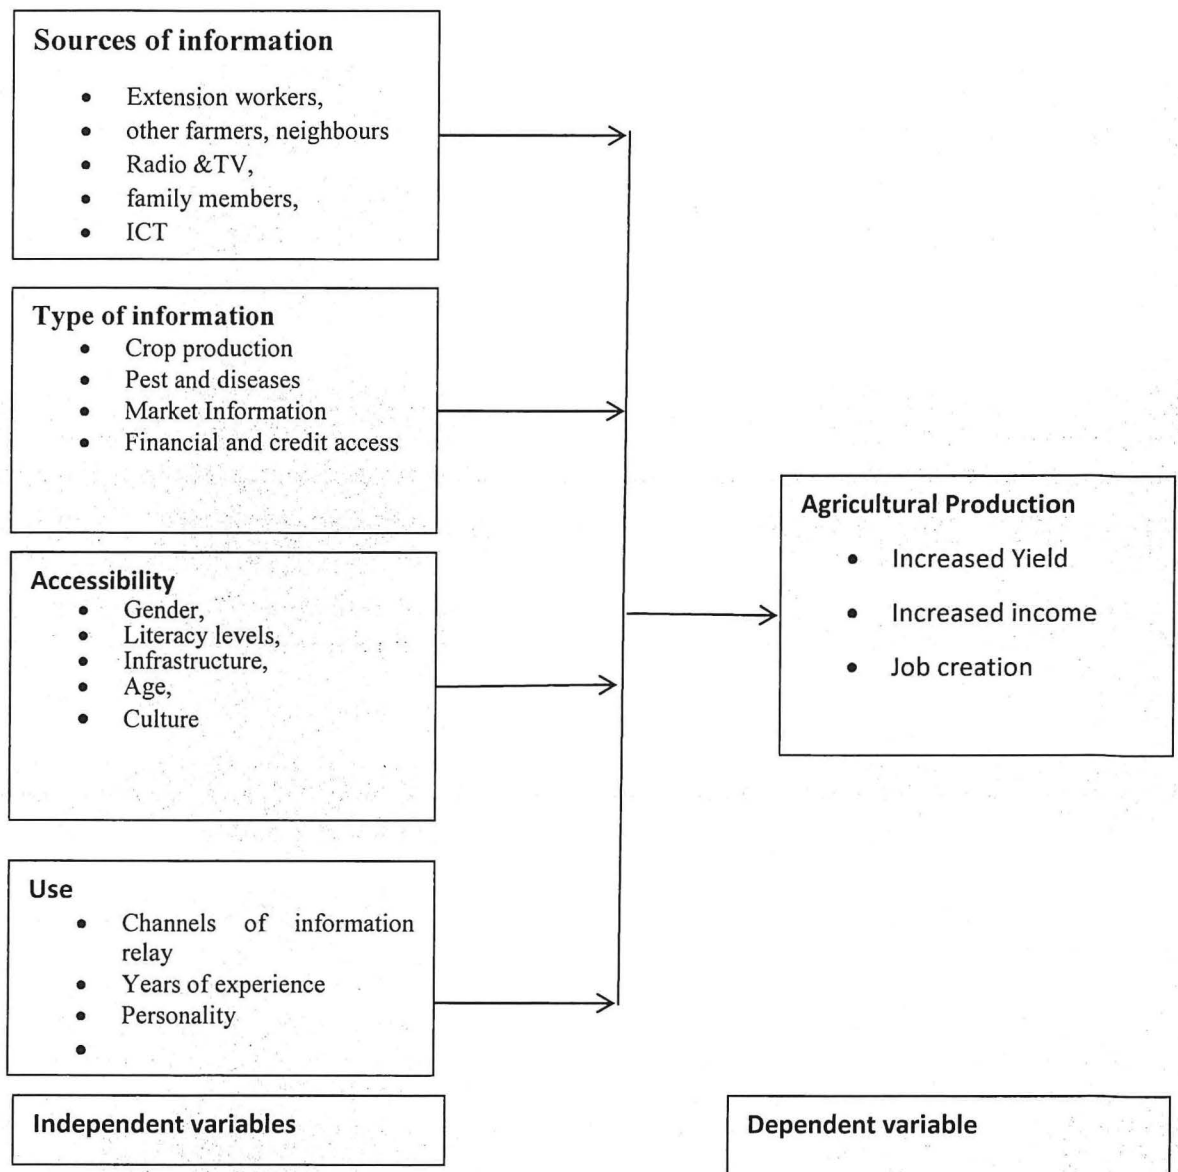 Sources of information
• Extension workers,
• other farmers, neighbours
• Radio &TV,
• family members,
• ICT
Type of information
• Crop production
• Pest and diseases
• Market Information
• Financial and credit access
Accessibility
• Gender,
• Literacy levels,
• Infrastructure,
• Age,
• Culture
Use
• Channels of information
relay
• Years of experience
• Personality
•
Independent variables
Agricultural Production
• Increased Yield
• Increased income
• Job creation
Dependent variable